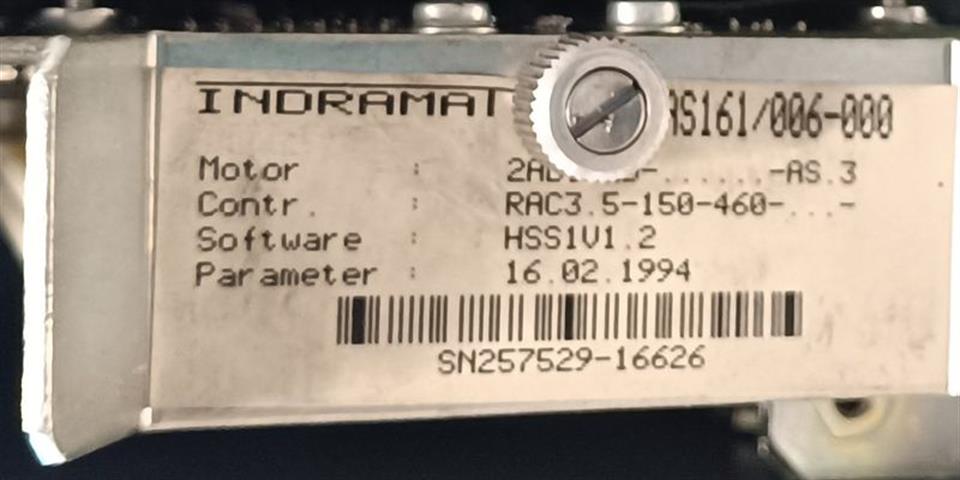 INDRAMAT AS161/006-000
Motor : -......-AS.3
Contr. : RAC3.5-150-460-...-
Software : HSS1V1.2
Parameter : 16.02.1994
SN257529-16626